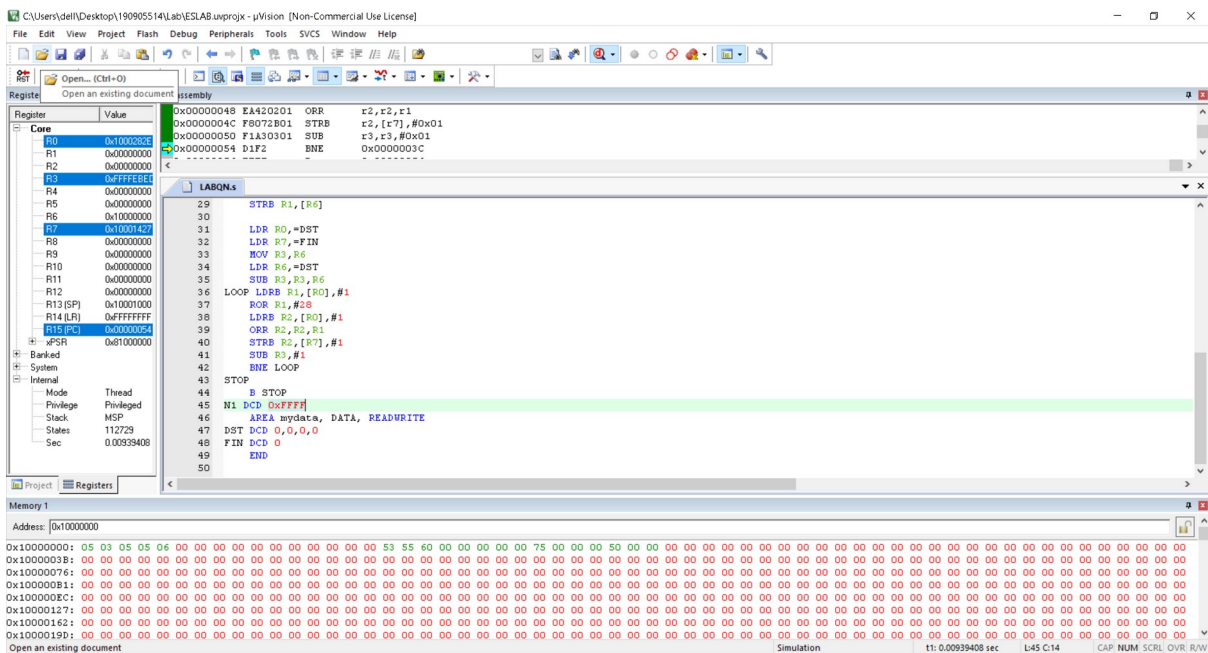 C:\Users\dell\Desktop\190905514\Lab\ESLAB.uvprojx - µVision [Non-Commercial Use License]
File Edit View Project Flash Debug Peripherals Tools SVCS Window Help
RST
Open... (Ctrl+O)
Open an existing document
Registe
ssembly
Register Value
Core
R0 0x1000282E
R1 0x00000000
R2 0x00000000
R3 0xFFFFEBED
R4 0x00000000
R5 0x00000000
R6 0x10000000
R7 0x10001427
R8 0x00000000
R9 0x00000000
R10 0x00000000
R11 0x00000000
R12 0x00000000
R13 (SP) 0x10001000
R14 (LR) 0xFFFFFFFF
R15 (PC) 0x00000054
xPSR 0x81000000
Banked
System
Internal
Mode Thread
Privilege Privileged
Stack MSP
States 112729
Sec 0.00939408
Project Registers
0x00000048 EA420201 ORR r2,r2,r1
0x0000004C F8072B01 STRB r2,[r7],#0x01
0x00000050 F1A30301 SUB r3,r3,#0x01
0x00000054 D1F2 BNE 0x0000003C
LABQN.s
29 STRB R1,[R6]
30
31 LDR R0,=DST
32 LDR R7,=FIN
33 MOV R3,R6
34 LDR R6,=DST
35 SUB R3,R3,R6
36 LOOP LDRB R1,[R0],#1
37 ROR R1,#28
38 LDRB R2,[R0],#1
39 ORR R2,R2,R1
40 STRB R2,[R7],#1
41 SUB R3,#1
42 BNE LOOP
43 STOP
44 B STOP
45 N1 DCD 0xFFFF
46 AREA mydata, DATA, READWRITE
47 DST DCD 0,0,0,0
48 FIN DCD 0
49 END
50
Memory 1
Address: 0x10000000
0x10000000: 05 03 05 05 06 00 00 00 00 00 00 00 00 00 00 00 53 55 60 00 00 00 00 00 75 00 00 00 50 00 00 00 00 00 00 00 00 00 00 00 00 00 00 00 00 00 00 00 00 00 00 00 00 00 00 00 00 00 00
0x1000003B: 00 00 00 00 00 00 00 00 00 00 00 00 00 00 00 00 00 00 00 00 00 00 00 00 00 00 00 00 00 00 00 00 00 00 00 00 00 00 00 00 00 00 00 00 00 00 00 00 00 00 00 00 00 00 00 00 00 00 00
0x10000076: 00 00 00 00 00 00 00 00 00 00 00 00 00 00 00 00 00 00 00 00 00 00 00 00 00 00 00 00 00 00 00 00 00 00 00 00 00 00 00 00 00 00 00 00 00 00 00 00 00 00 00 00 00 00 00 00 00 00 00
0x100000B1: 00 00 00 00 00 00 00 00 00 00 00 00 00 00 00 00 00 00 00 00 00 00 00 00 00 00 00 00 00 00 00 00 00 00 00 00 00 00 00 00 00 00 00 00 00 00 00 00 00 00 00 00 00 00 00 00 00 00 00
0x100000EC: 00 00 00 00 00 00 00 00 00 00 00 00 00 00 00 00 00 00 00 00 00 00 00 00 00 00 00 00 00 00 00 00 00 00 00 00 00 00 00 00 00 00 00 00 00 00 00 00 00 00 00 00 00 00 00 00 00 00 00
0x10000127: 00 00 00 00 00 00 00 00 00 00 00 00 00 00 00 00 00 00 00 00 00 00 00 00 00 00 00 00 00 00 00 00 00 00 00 00 00 00 00 00 00 00 00 00 00 00 00 00 00 00 00 00 00 00 00 00 00 00 00
0x10000162: 00 00 00 00 00 00 00 00 00 00 00 00 00 00 00 00 00 00 00 00 00 00 00 00 00 00 00 00 00 00 00 00 00 00 00 00 00 00 00 00 00 00 00 00 00 00 00 00 00 00 00 00 00 00 00 00 00 00 00
0x1000019D: 00 00 00 00 00 00 00 00 00 00 00 00 00 00 00 00 00 00 00 00 00 00 00 00 00 00 00 00 00 00 00 00 00 00 00 00 00 00 00 00 00 00 00 00 00 00 00 00 00 00 00 00 00 00 00 00 00 00 00
Open an existing document Simulation t1: 0.00939408 sec L:45 C:14 CAP NUM SCRL OVR R/W